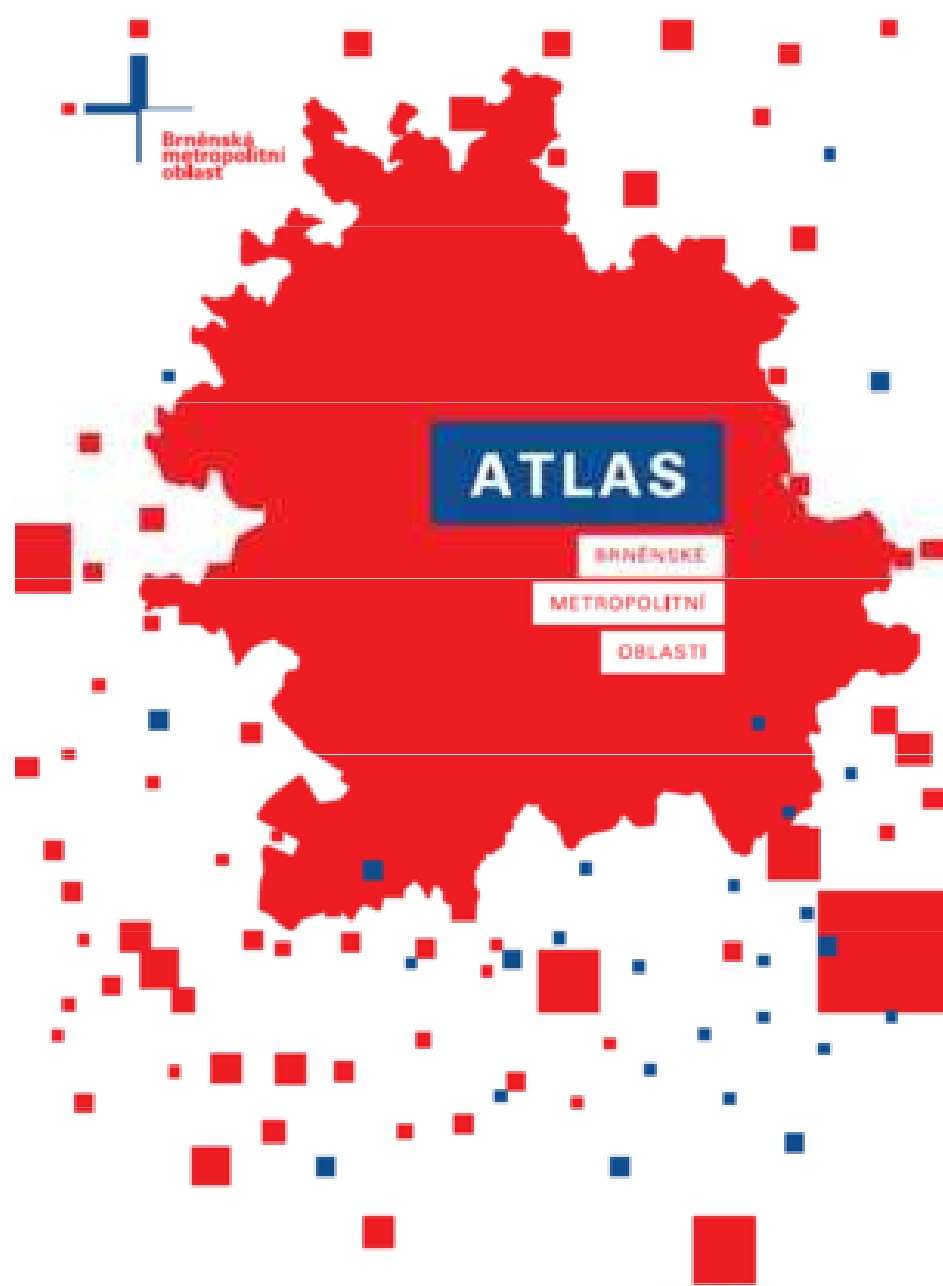 Brněnská
metropolitní
oblast
ATLAS
BRNĚNSKÉ
METROPOLITNÍ
OBLASTI